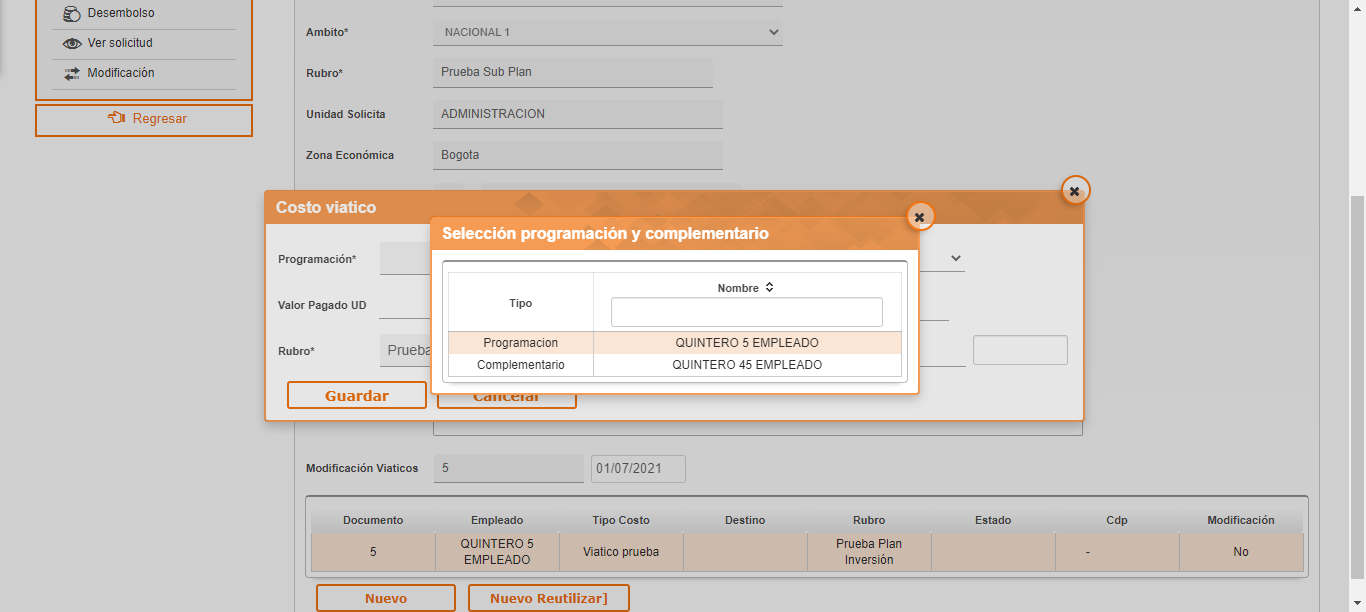 Desembolso
Ver solicitud
Modificación
Regresar
Ambito*
NACIONAL 1
Rubro*
Prueba Sub Plan
Unidad Solicita
ADMINISTRACION
Zona Económica
Bogota
Costo viatico
Programación*
Valor Pagado UD
Rubro*
Prueba
Guardar
Cancelar
Selección programación y complementario
Tipo
Nombre
Programacion
QUINTERO 5 EMPLEADO
Complementario
QUINTERO 45 EMPLEADO
Modificación Viaticos
5
01/07/2021
Documento
Empleado
Tipo Costo
Destino
Rubro
Estado
Cdp
Modificación
5
QUINTERO 5
EMPLEADO
Viatico prueba
Prueba Plan
Inversión
-
No
Nuevo
Nuevo Reutilizar]